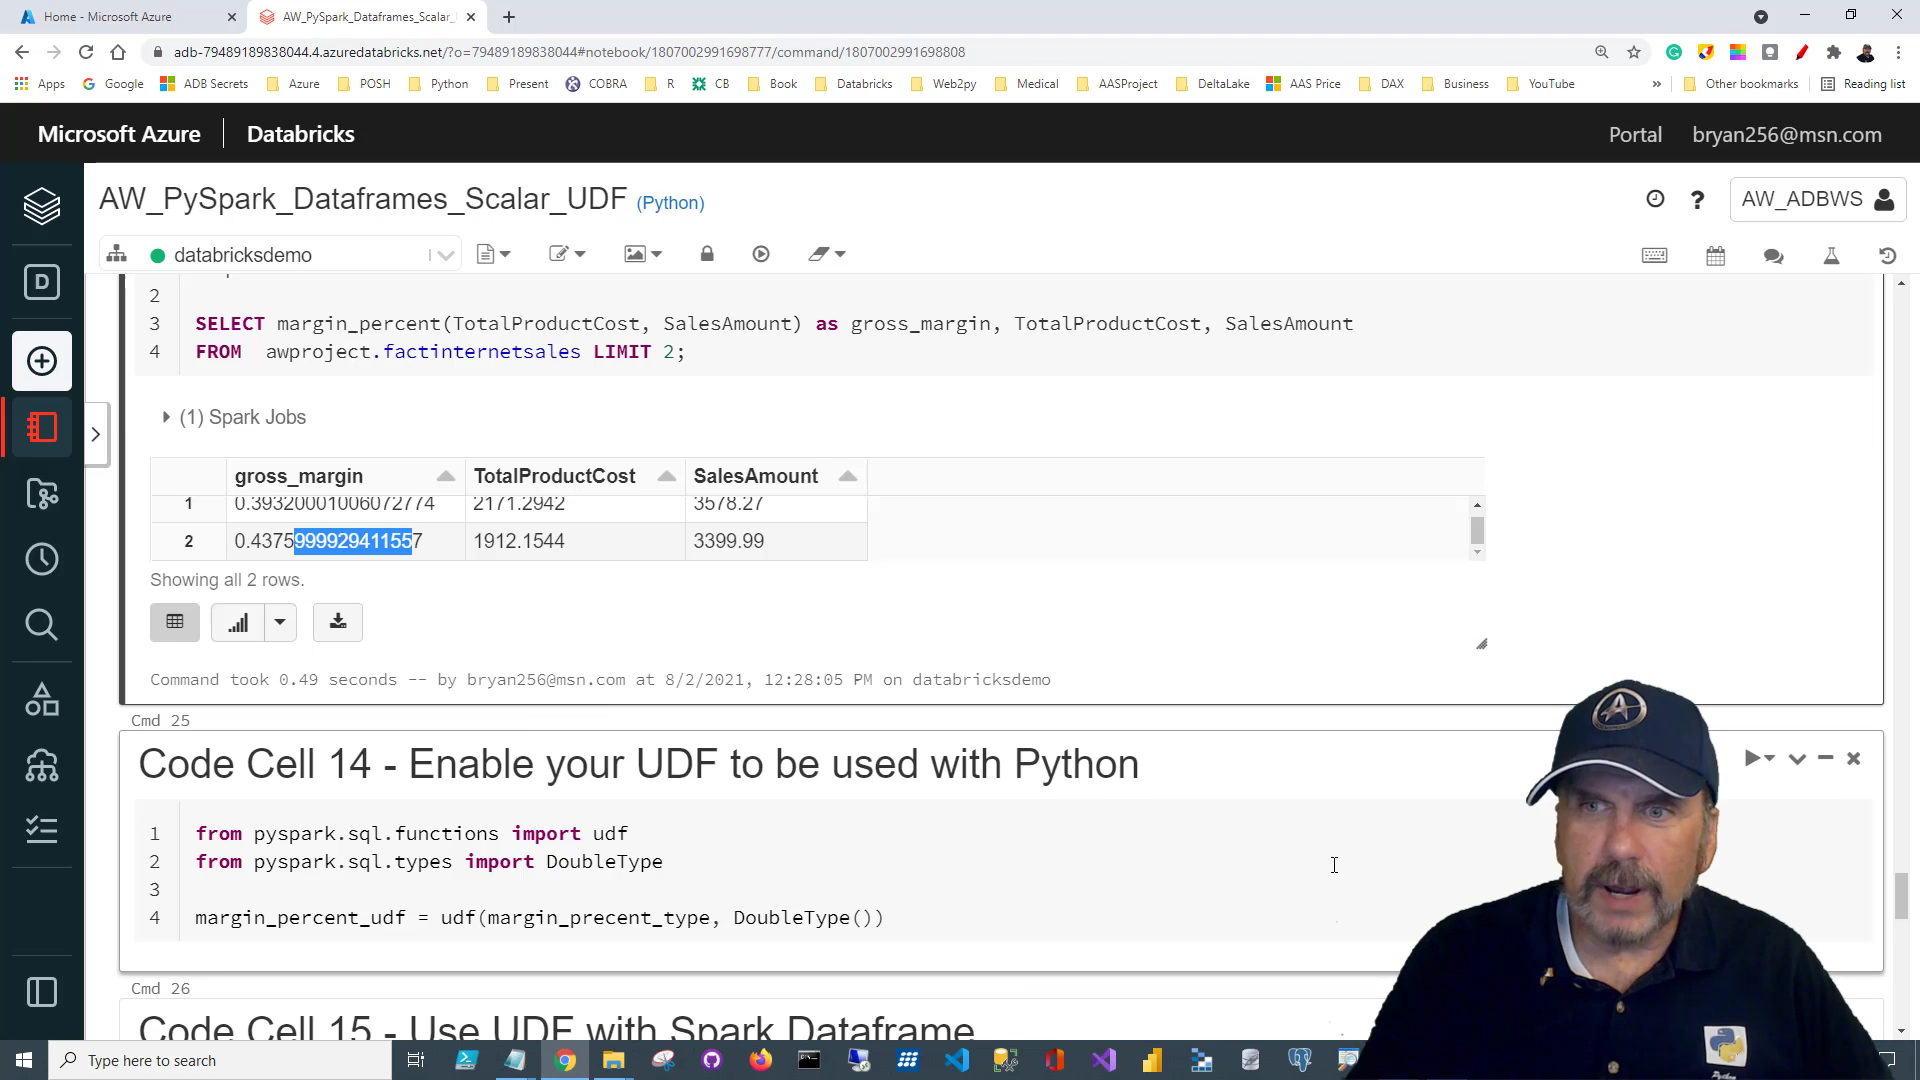 Home - Microsoft Azure
AW_PySpark_Dataframes_Scalar_
adb-79489189838044.4.azuredatabricks.net/?o=79489189838044#notebook/1807002991698777/command/1807002991698808
Apps Google ADB Secrets Azure POSH Python Present COBRA R CB Book Databricks Web2py Medical AASProject DeltaLake AAS Price DAX Business YouTube » Other bookmarks Reading list
Microsoft Azure Databricks Portal bryan256@msn.com
AW_PySpark_Dataframes_Scalar_UDF (Python) ? AW_ADBWS
D
databricksdemo
2
3 SELECT margin_percent(TotalProductCost, SalesAmount) as gross_margin, TotalProductCost, SalesAmount
4 FROM awproject.factinternetsales LIMIT 2;
(1) Spark Jobs
gross_margin TotalProductCost SalesAmount
1 0.39320001006072774 2171.2942 3578.27
2 0.4375999929411557 1912.1544 3399.99
Showing all 2 rows.
Command took 0.49 seconds -- by bryan256@msn.com at 8/2/2021, 12:28:05 PM on databricksdemo
Cmd 25
Code Cell 14 - Enable your UDF to be used with Python
1 from pyspark.sql.functions import udf
2 from pyspark.sql.types import DoubleType
3
4 margin_percent_udf = udf(margin_precent_type, DoubleType())
Cmd 26
Code Cell 15 - Use UDF with Spark Dataframe
Type here to search